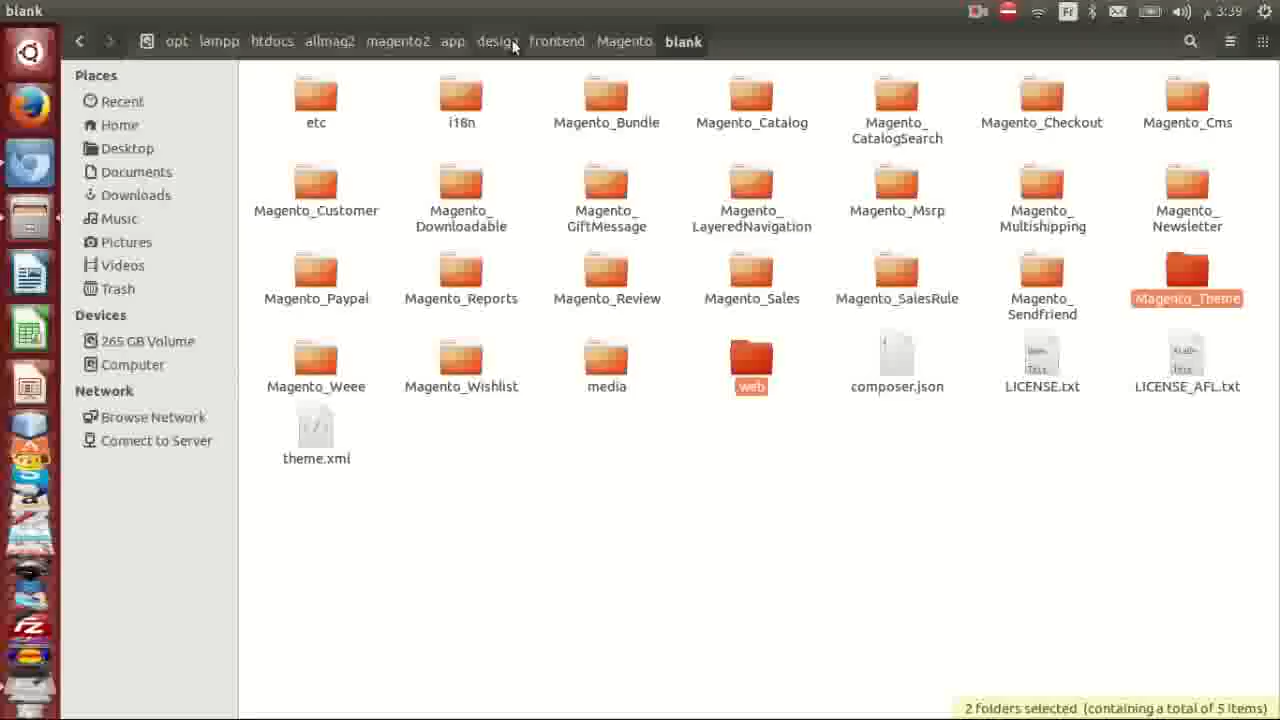 blank
Fr
3:39
opt lampp htdocs allmag2 magento2 app design frontend Magento blank
Places
Recent
Home
Desktop
Documents
Downloads
Music
Pictures
Videos
Trash
Devices
265 GB Volume
Computer
Network
Browse Network
Connect to Server
etc
i18n
Magento_Bundle
Magento_Catalog
Magento_
CatalogSearch
Magento_Checkout
Magento_Cms
Magento_Customer
Magento_
Downloadable
Magento_
GiftMessage
Magento_
LayeredNavigation
Magento_Msrp
Magento_
Multishipping
Magento_
Newsletter
Magento_Paypal
Magento_Reports
Magento_Review
Magento_Sales
Magento_SalesRule
Magento_
Sendfriend
Magento_Theme
Magento_Weee
Magento_Wishlist
media
web
composer.json
LICENSE.txt
LICENSE_AFL.txt
theme.xml
2 folders selected (containing a total of 5 items)